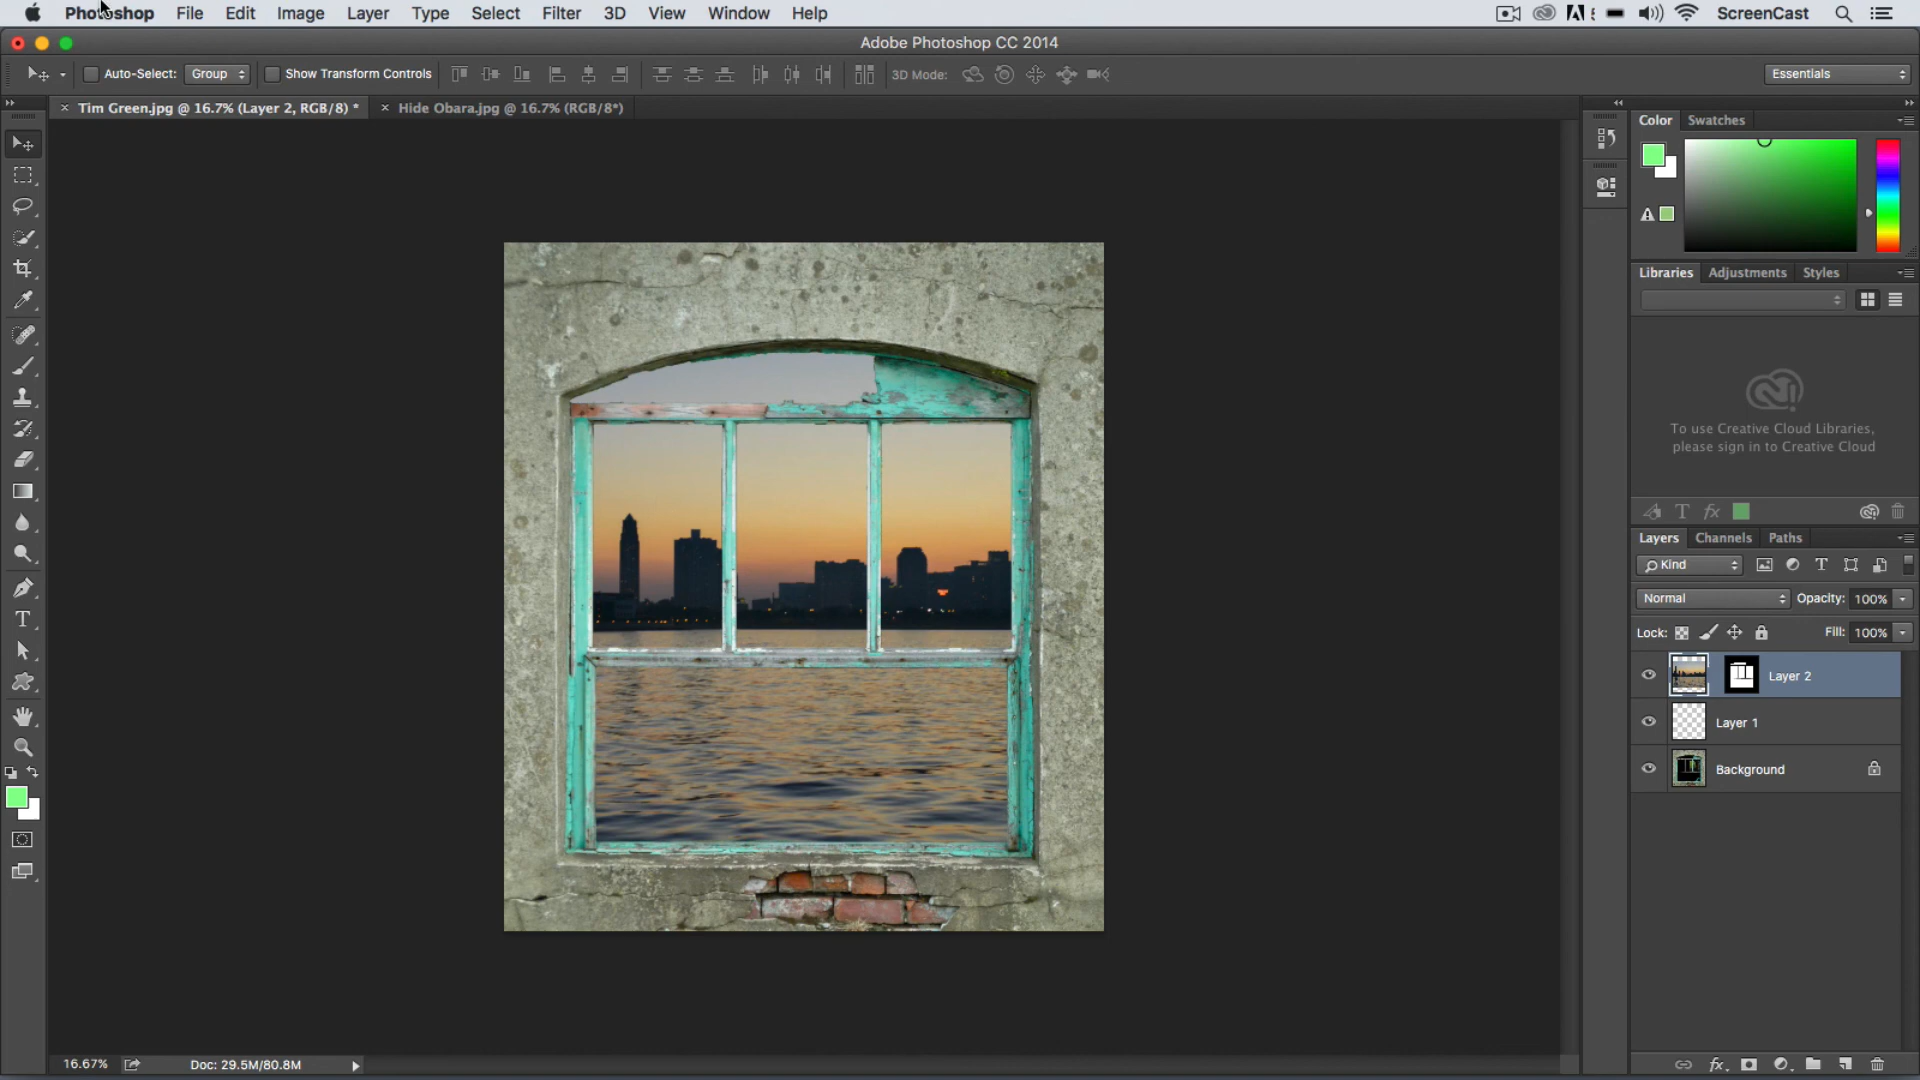 Photoshop File Edit Image Layer Type Select Filter 3D View Window Help ScreenCast
Adobe Photoshop CC 2014
Auto-Select: Group Show Transform Controls 3D Mode: Essentials
Tim Green.jpg @ 16.7% (Layer 2, RGB/8) * Hide Obara.jpg @ 16.7% (RGB/8*)
Color Swatches
Libraries Adjustments Styles
To use Creative Cloud Libraries,
please sign in to Creative Cloud
Layers Channels Paths
Kind
Normal Opacity: 100%
Lock: Fill: 100%
Layer 2
Layer 1
Background
16.67% Doc: 29.5M/80.8M